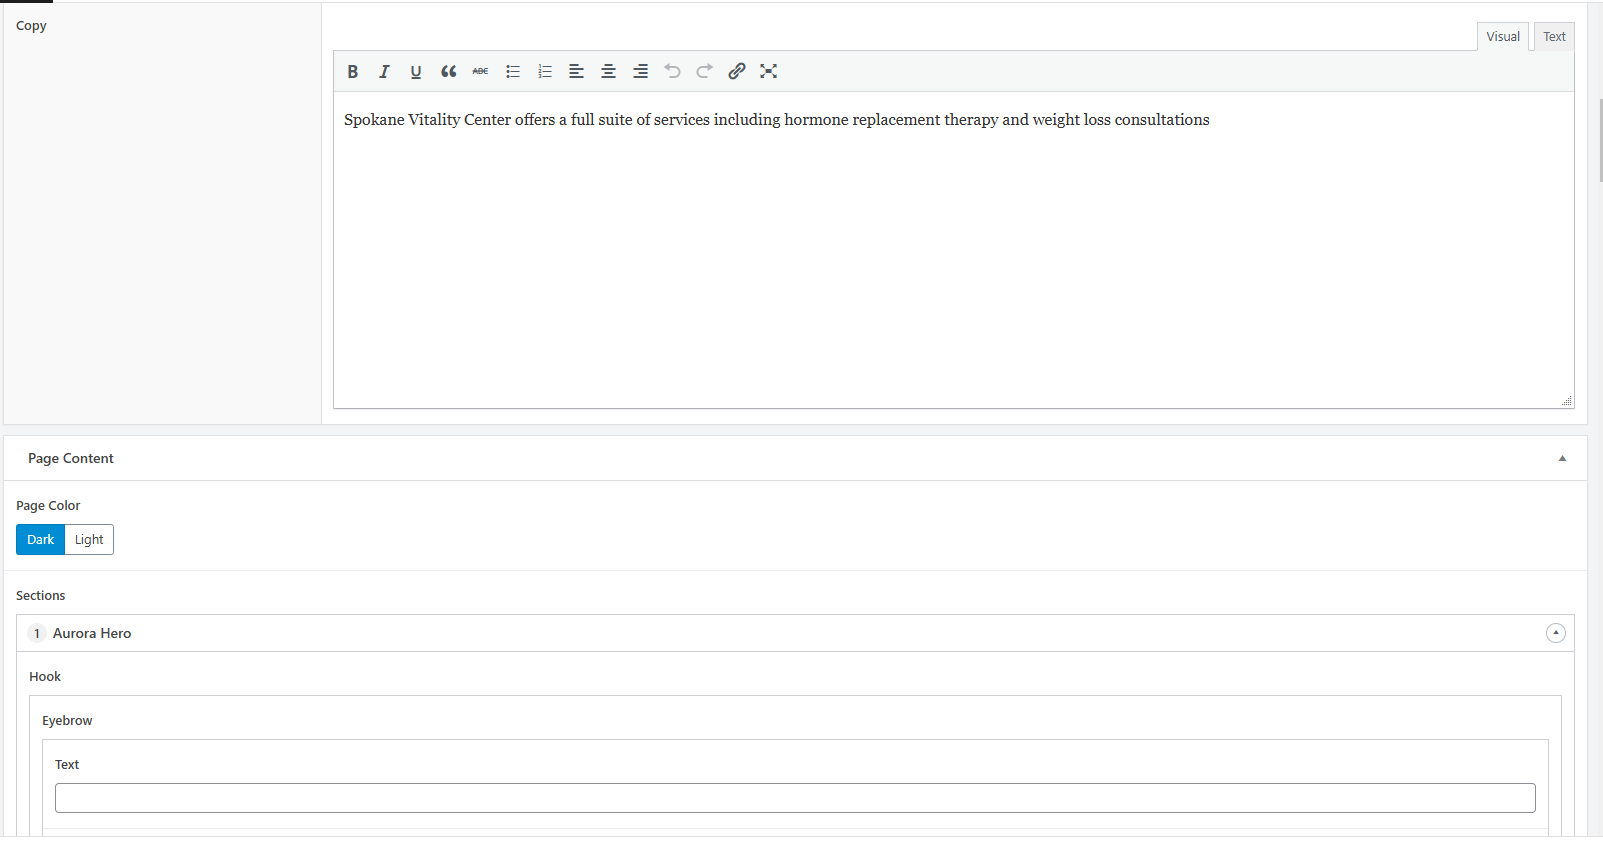 Copy
Visual
Text
B I U ABC
Spokane Vitality Center offers a full suite of services including hormone replacement therapy and weight loss consultations
Page Content
Page Color
Dark
Light
Sections
1 Aurora Hero
Hook
Eyebrow
Text